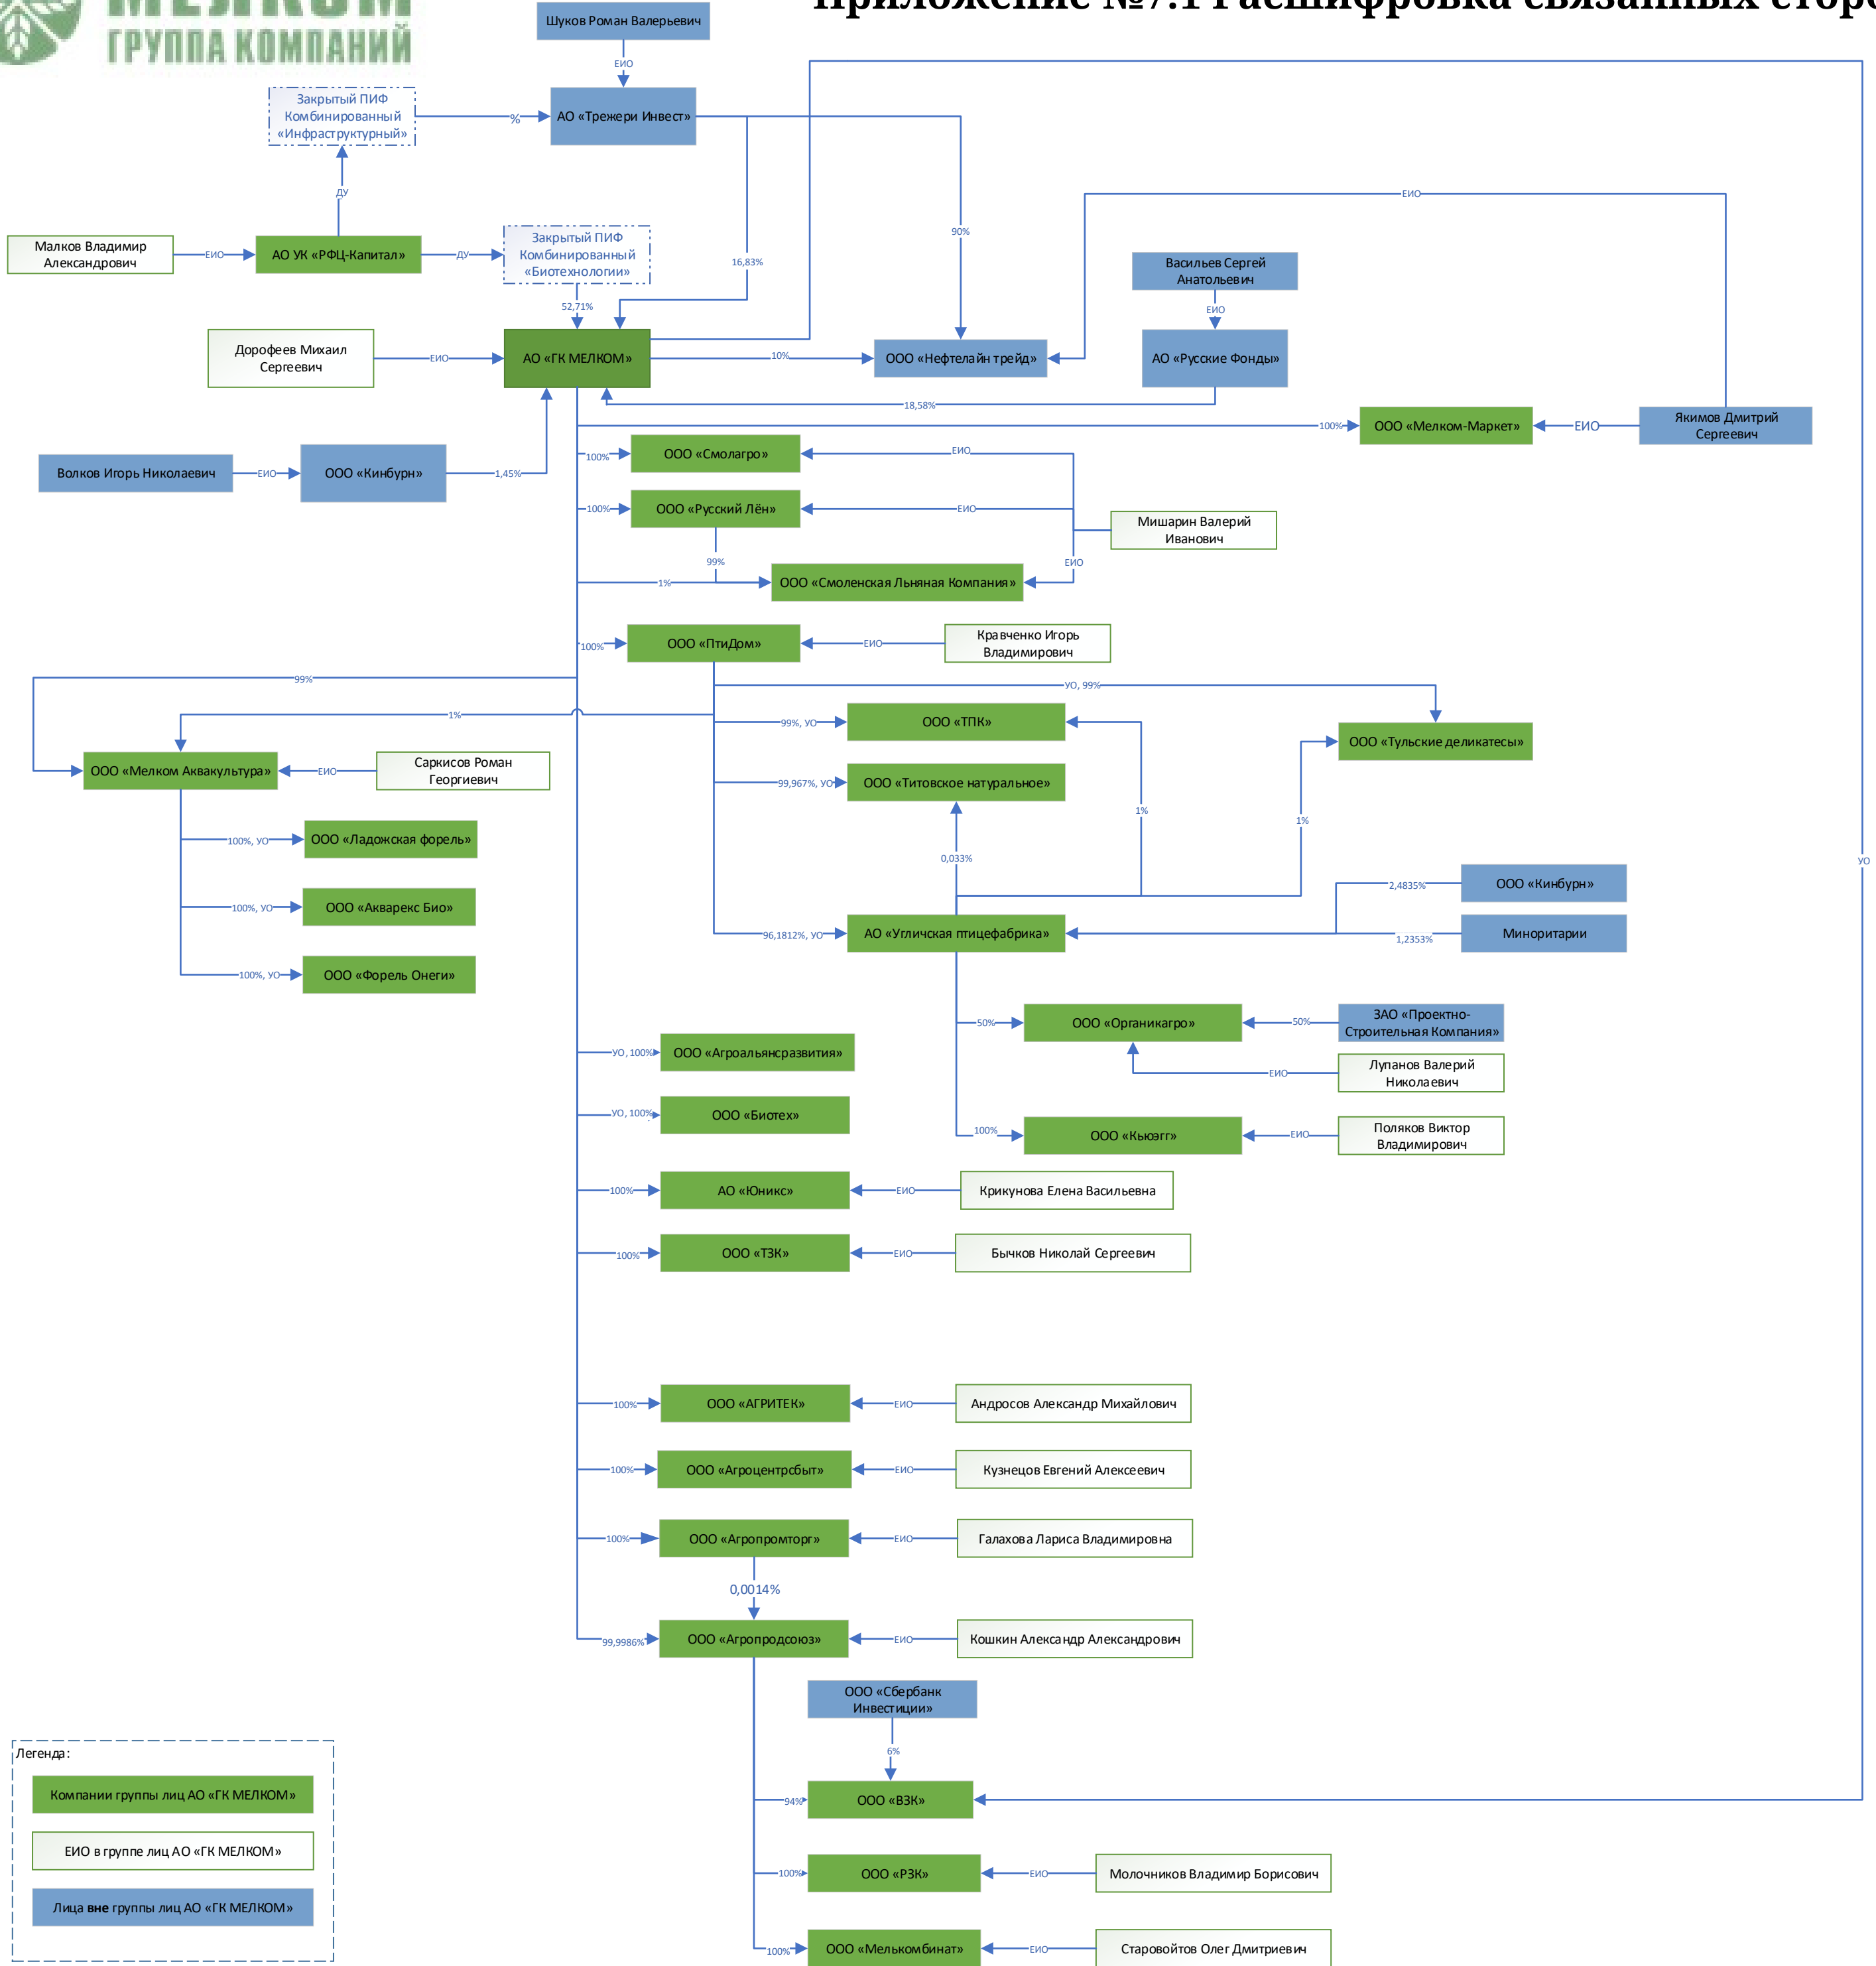 МЕЛКОМ
ГРУППА КОМПАНИЙ
Приложение №7.1 Расшифровка связанных
Шуков Роман Валерьевич
ЕИО
Закрытый ПИФ
Комбинированный
«Инфраструктурный»
%
АО «Трежери Инвест»
ДУ
ЕИО
Малков Владимир
Александрович
ЕИО
АО УК «РФЦ-Капитал»
ДУ
Закрытый ПИФ
Комбинированный
«Биотехнологии»
16,83%
90%
Васильев Сергей
Анатольевич
52,71%
ЕИО
Дорофеев Михаил
Сергеевич
ЕИО
АО «ГК МЕЛКОМ»
10%
ООО «Нефтелайн трейд»
АО «Русские Фонды»
18,58%
100%
ООО «Мелком-Маркет»
ЕИО
Якимов Дмитрий
Сергеевич
Волков Игорь Николаевич
ЕИО
ООО «Кинбурн»
1,45%
100%
ООО «Смолагро»
ЕИО
100%
ООО «Русский Лён»
ЕИО
Мишарин Валерий
Иванович
99%
ЕИО
1%
ООО «Смоленская Льняная Компания»
100%
ООО «ПтиДом»
ЕИО
Кравченко Игорь
Владимирович
99%
УО, 99%
1%
99%, УО
ООО «ТПК»
ООО «Тульские деликатесы»
ООО «Мелком Аквакультура»
ЕИО
Саркисов Роман
Георгиевич
99,967%, УО
ООО «Титовское натуральное»
1%
1%
100%, УО
ООО «Ладожская форель»
0,033%
УО
2,4835%
ООО «Кинбурн»
100%, УО
ООО «Акварекс Био»
96,1812%, УО
АО «Угличская птицефабрика»
1,2353%
Миноритарии
100%, УО
ООО «Форель Онеги»
50%
ООО «Органикагро»
50%
ЗАО «Проектно-
Строительная Компания»
УО, 100%
ООО «Агроальянсразвития»
ЕИО
Лупанов Валерий
Николаевич
УО, 100%
ООО «Биотех»
100%
ООО «Кьюэгг»
ЕИО
Поляков Виктор
Владимирович
100%
АО «Юникс»
ЕИО
Крикунова Елена Васильевна
100%
ООО «ТЗК»
ЕИО
Бычков Николай Сергеевич
100%
ООО «АГРИТЕК»
ЕИО
Андросов Александр Михайлович
100%
ООО «Агроцентрсбыт»
ЕИО
Кузнецов Евгений Алексеевич
100%
ООО «Агропромторг»
ЕИО
Галахова Лариса Владимировна
0,0014%
99,9986%
ООО «Агропродсоюз»
ЕИО
Кошкин Александр Александрович
ООО «Сбербанк
Инвестиции»
6%
94%
ООО «ВЗК»
100%
ООО «РЗК»
ЕИО
Молочников Владимир Борисович
100%
ООО «Мелькомбинат»
ЕИО
Старовойтов Олег Дмитриевич
Легенда:
Компании группы лиц АО «ГК МЕЛКОМ»
ЕИО в группе лиц АО «ГК МЕЛКОМ»
Лица вне группы лиц АО «ГК МЕЛКОМ»